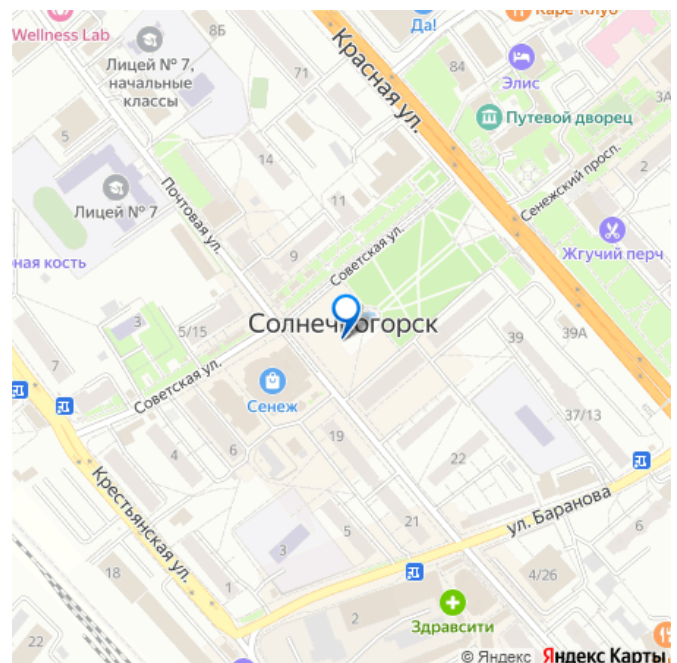 Wellness Lab
8Б
Да!
Каре-Клуб
Лицей № 7,
начальные
классы
71
Красная ул.
84
Элис
3А
5
Путевой дворец
14
Лицей № 7
Почтовая ул.
11
Сенежский просп.
2
ная кость
9
Советская ул.
Жгучий перч
3
5/15
Солнечногорск
39
39А
7
Советская ул.
Сенеж
37/13
4
6
19
22
Крестьянская ул.
ул. Баранова
3
5
21
6
18
1
4/26
2
Здравсити
22
© Яндекс Яндекс Карты